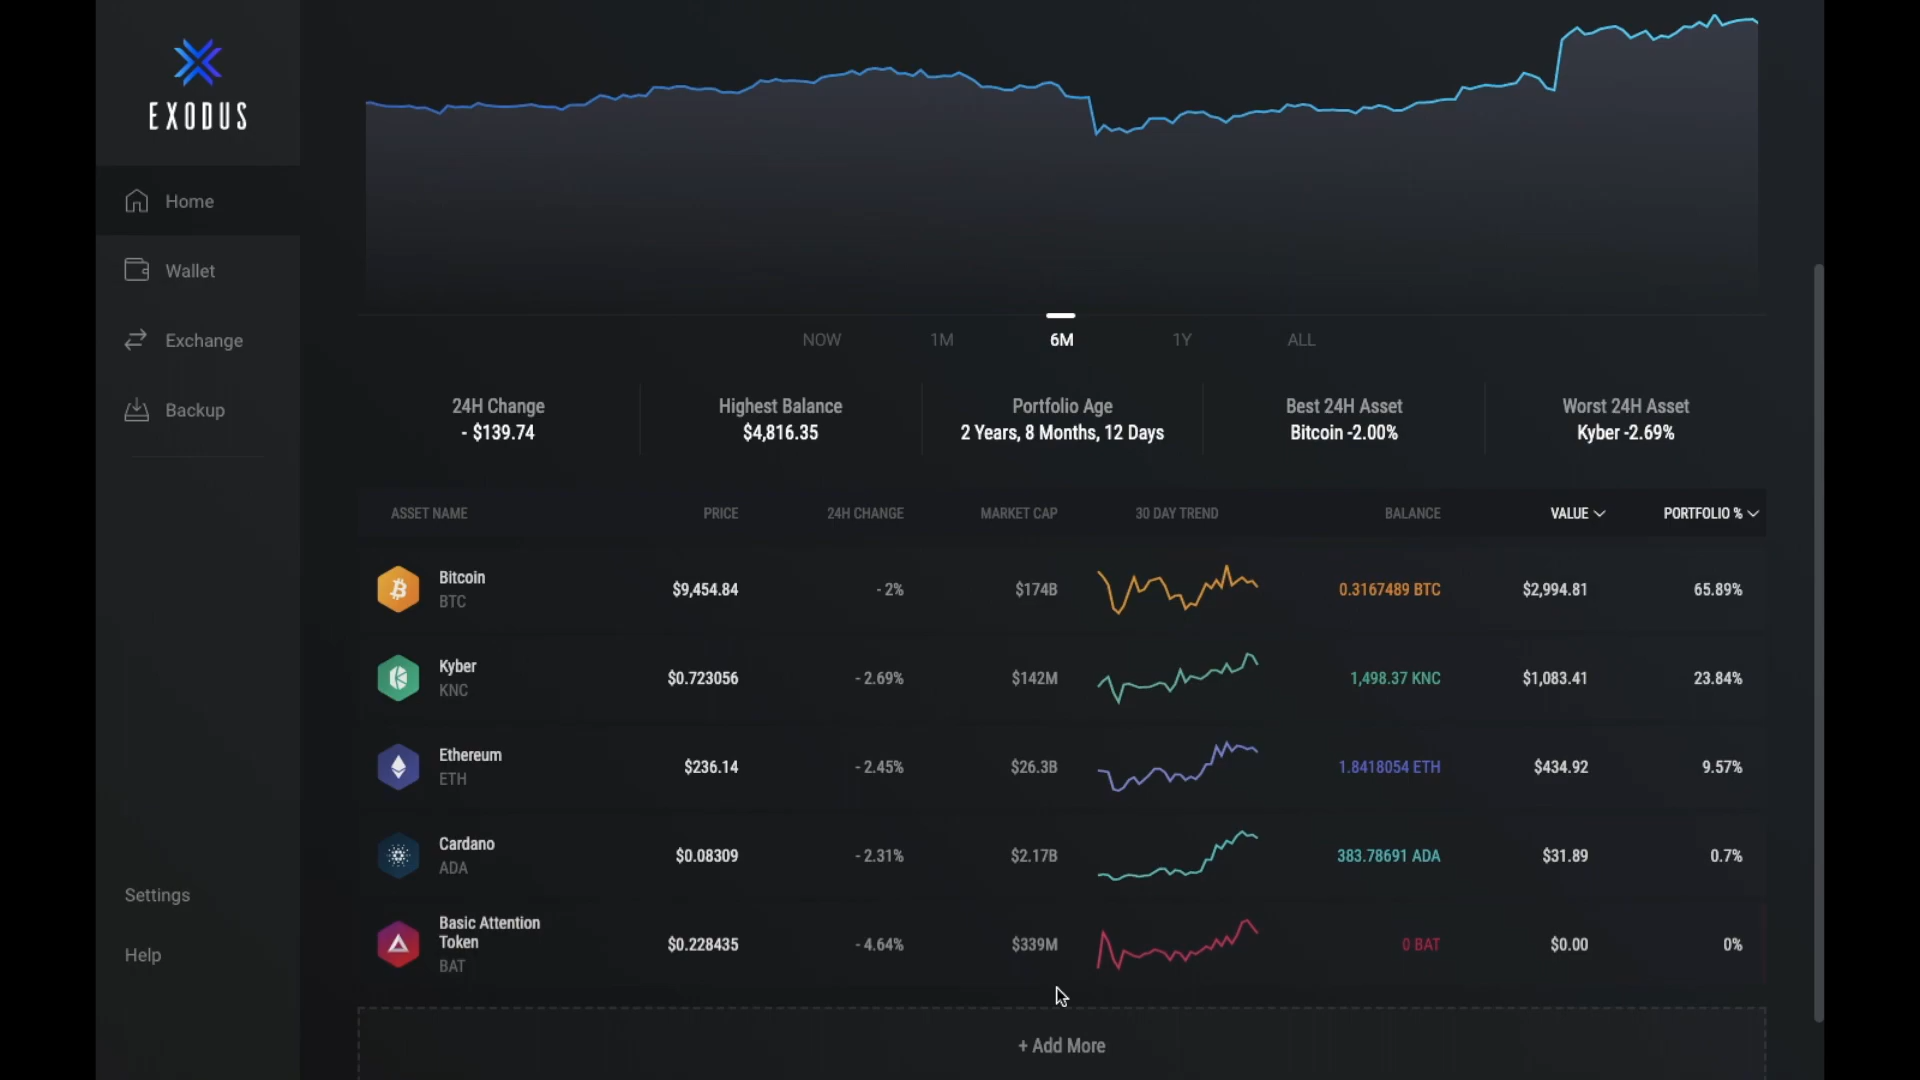 EXODUS
Home
Wallet
Exchange
Backup
Settings
Help
NOW 1M 6M 1Y ALL
24H Change Highest Balance Portfolio Age Best 24H Asset Worst 24H Asset
- $139.74 $4,816.35 2 Years, 8 Months, 12 Days Bitcoin -2.00% Kyber -2.69%
ASSET NAME PRICE 24H CHANGE MARKET CAP 30 DAY TREND BALANCE VALUE PORTFOLIO %
Bitcoin
BTC
$9,454.84 - 2% $174B 0.3167489 BTC $2,994.81 65.89%
Kyber
KNC
$0.723056 - 2.69% $142M 1,498.37 KNC $1,083.41 23.84%
Ethereum
ETH
$236.14 - 2.45% $26.3B 1.8418054 ETH $434.92 9.57%
Cardano
ADA
$0.08309 - 2.31% $2.17B 383.78691 ADA $31.89 0.7%
Basic Attention
Token
BAT
$0.228435 - 4.64% $339M 0 BAT $0.00 0%
+ Add More